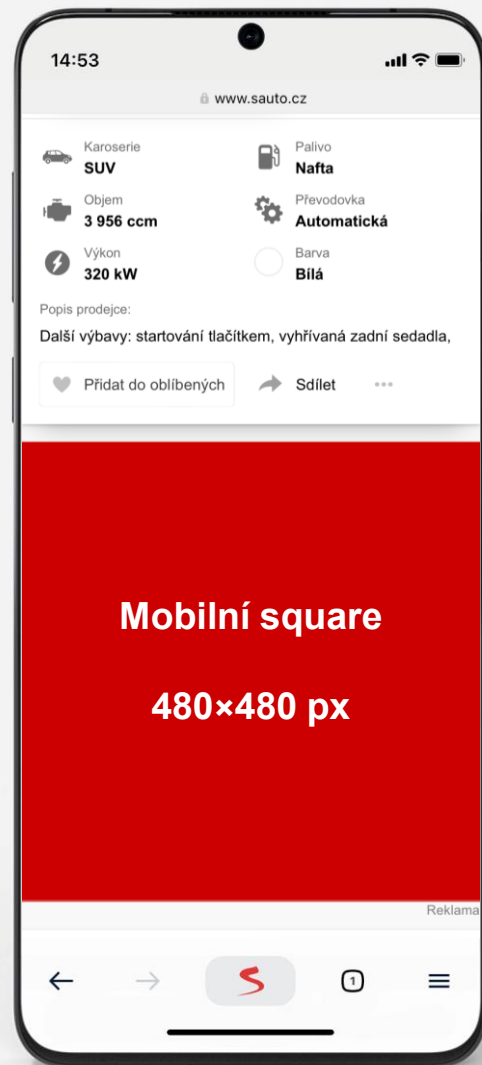 14:53
www.sauto.cz
Karoserie
SUV
Palivo
Nafta
Objem
3 956 ccm
Převodovka
Automatická
Výkon
320 kW
Barva
Bílá
Popis prodejce:
Další výbavy: startování tlačítkem, vyhřívaná zadní sedadla,
Přidat do oblíbených
Sdílet
Mobilní square
480×480 px
Reklama
1